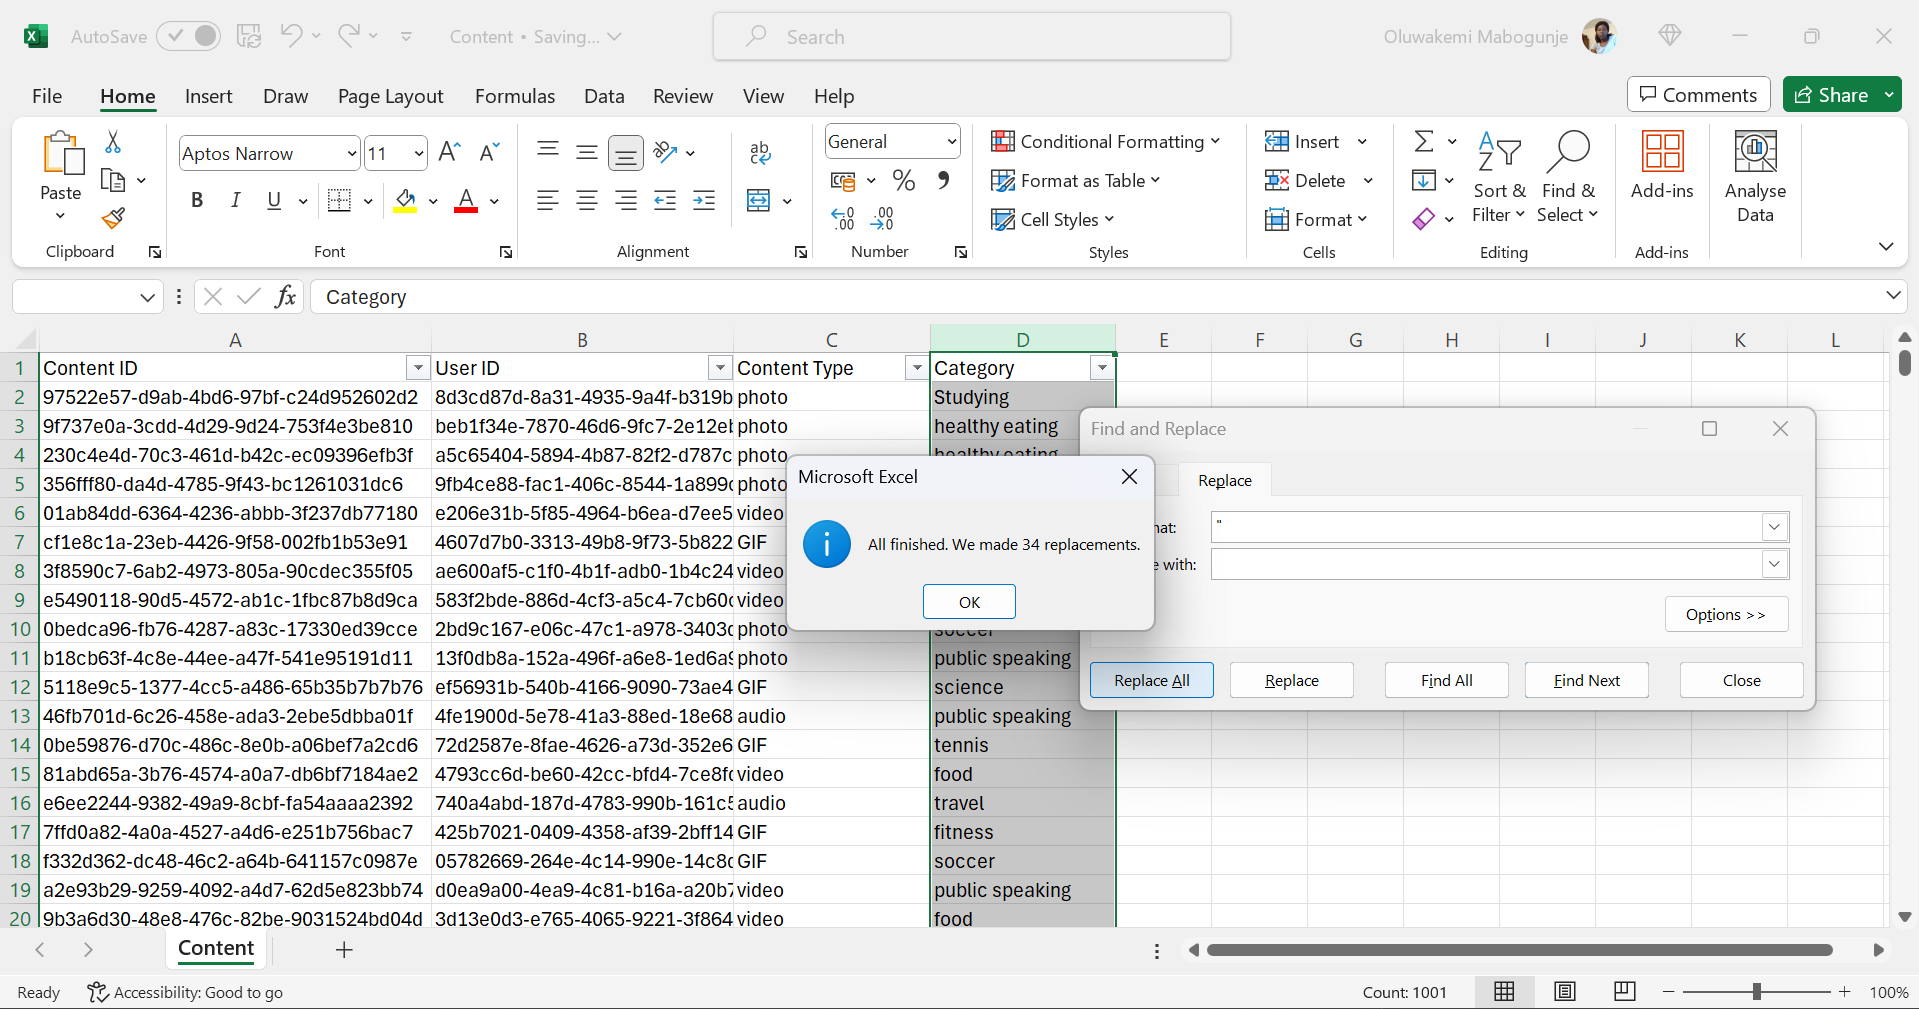 AutoSave Content • Saving... Search Oluwakemi Mabogunje
File Home Insert Draw Page Layout Formulas Data Review View Help Comments Share
Paste
Clipboard
Aptos Narrow 11
B I U
Font
ab
Alignment
General
% 9
Number
Conditional Formatting
Format as Table
Cell Styles
Styles
Insert
Delete
Format
Cells
Sort & Filter
Find & Select
Editing
Add-ins
Add-ins
Analyse Data
fx Category
A B C D E F G H I J K L
1 Content ID User ID Content Type Category
2 97522e57-d9ab-4bd6-97bf-c24d952602d2 8d3cd87d-8a31-4935-9a4f-b319b photo Studying
3 9f737e0a-3cdd-4d29-9d24-753f4e3be810 beb1f34e-7870-46d6-9fc7-2e12e photo healthy eating
4 230c4e4d-70c3-461d-b42c-ec09396efb3f a5c65404-5894-4b87-82f2-d787c photo healthy eating
5 356fff80-da4d-4785-9f43-bc1261031dc6 9fb4ce88-fac1-406c-8544-1a899 photo
6 01ab84dd-6364-4236-abbb-3f237db77180 e206e31b-5f85-4964-b6ea-d7ee5 video
7 cf1e8c1a-23eb-4426-9f58-002fb1b53e91 4607d7b0-3313-49b8-9f73-5b822 GIF
8 3f8590c7-6ab2-4973-805a-90cdec355f05 ae600af5-c1f0-4b1f-adb0-1b4c24 video
9 e5490118-90d5-4572-ab1c-1fbc87b8d9ca 583f2bde-886d-4cf3-a5c4-7cb60 video
10 0bedca96-fb76-4287-a83c-17330ed39cce 2bd9c167-e06c-47c1-a978-3403 photo soccer
11 b18cb63f-4c8e-44ee-a47f-541e95191d11 13f0db8a-152a-496f-a6e8-1ed6a photo public speaking
12 5118e9c5-1377-4cc5-a486-65b35b7b7b76 ef56931b-540b-4166-9090-73ae4 GIF science
13 46fb701d-6c26-458e-ada3-2ebe5dbba01f 4fe1900d-5e78-41a3-88ed-18e68 audio public speaking
14 0be59876-d70c-486c-8e0b-a06bef7a2cd6 72d2587e-8fae-4626-a73d-352e6 GIF tennis
15 81abd65a-3b76-4574-a0a7-db6bf7184ae2 4793cc6d-be60-42cc-bfd4-7ce8f video food
16 e6ee2244-9382-49a9-8cbf-fa54aaaa2392 740a4abd-187d-4783-990b-161c5 audio travel
17 7ffd0a82-4a0a-4527-a4d6-e251b756bac7 425b7021-0409-4358-af39-2bff14 GIF fitness
18 f332d362-dc48-46c2-a64b-641157c0987e 05782669-264e-4c14-990e-14c8 GIF soccer
19 a2e93b29-9259-4092-a4d7-62d5e823bb74 d0ea9a00-4ea9-4c81-b16a-a20b7 video public speaking
20 9b3a6d30-48e8-476c-82be-9031524bd04d 3d13e0d3-e765-4065-9221-3f864 video food
Microsoft Excel
All finished. We made 34 replacements.
OK
Find and Replace
Replace
hat: "
e with:
Options >>
Replace All Replace Find All Find Next Close
Content
Ready Accessibility: Good to go Count: 1001 100%